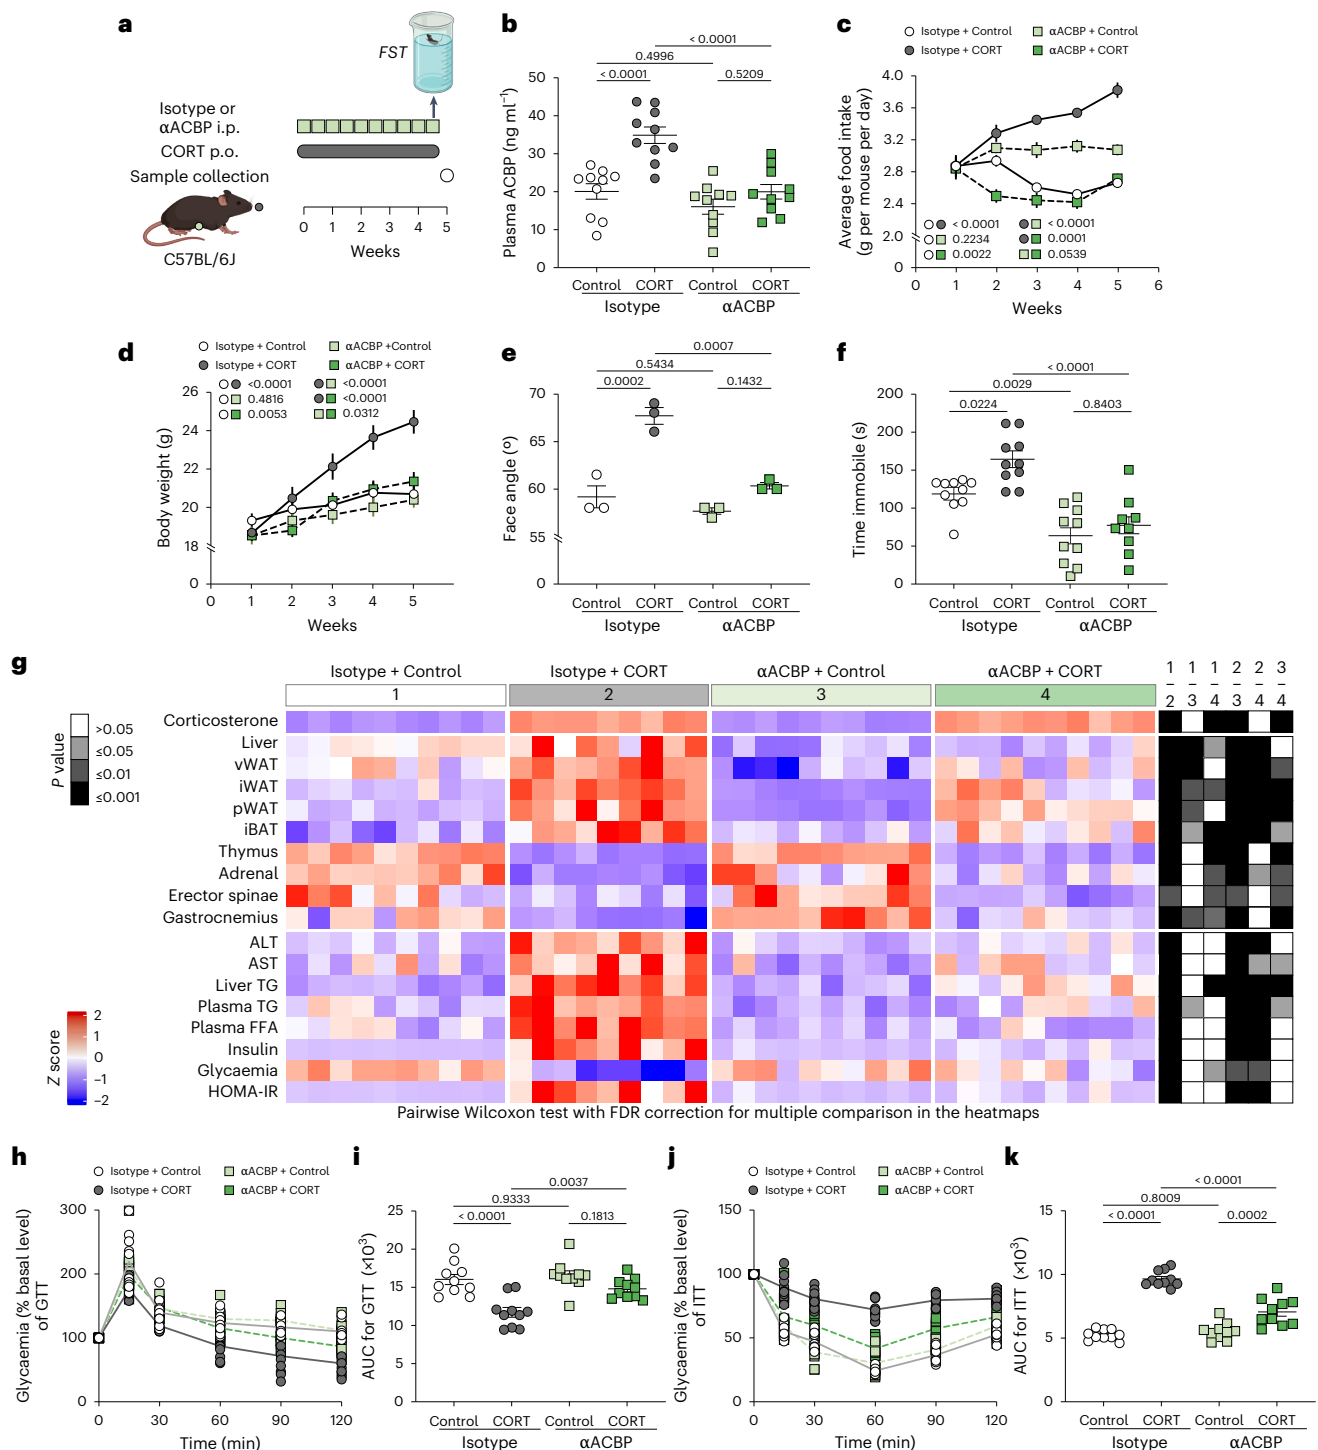 a
FST
Isotype or
αACBP i.p.
CORT p.o.
Sample collection
0 1 2 3 4 5
Weeks
C57BL/6J
b
< 0.0001
0.4996
< 0.0001
0.5209
Plasma ACBP (ng ml⁻¹)
50
40
30
20
10
0
Control CORT Control CORT
Isotype αACBP
c
Isotype + Control αACBP + Control
Isotype + CORT αACBP + CORT
Average food intake
(g per mouse per day)
4.0
3.6
3.2
2.8
2.4
2.0
0
< 0.0001 < 0.0001
0.2234 0.0001
0.0022 0.0539
0 1 2 3 4 5 6
Weeks
d
Isotype + Control αACBP +Control
Isotype + CORT αACBP + CORT
<0.0001 <0.0001
0.4816 <0.0001
0.0053 0.0312
Body weight (g)
26
24
22
20
18
0
0 1 2 3 4 5
Weeks
e
0.0007
0.5434
0.0002
0.1432
Face angle (°)
70
65
60
55
0
Control CORT Control CORT
Isotype αACBP
f
< 0.0001
0.0029
0.0224
0.8403
Time immobile (s)
200
200
150
100
50
0
Control CORT Control CORT
Isotype αACBP
g
Isotype + Control Isotype + CORT αACBP + Control αACBP + CORT
1 2 3 4
1 1 1 2 2 3
– – – – – –
2 3 4 3 4 4
P value
>0.05
≤0.05
≤0.01
≤0.001
Corticosterone
Liver
vWAT
iWAT
pWAT
iBAT
Thymus
Adrenal
Erector spinae
Gastrocnemius
ALT
AST
Liver TG
Plasma TG
Plasma FFA
Insulin
Glycaemia
HOMA-IR
Z score
2
1
0
−1
−2
Pairwise Wilcoxon test with FDR correction for multiple comparison in the heatmaps
h
Isotype + Control αACBP + Control
Isotype + CORT αACBP + CORT
Glycaemia (% basal level)
of GTT
300
200
100
0
0 30 60 90 120
Time (min)
i
0.0037
0.9333
< 0.0001
0.1813
AUC for GTT (×10³)
25
20
15
10
5
0
Control CORT Control CORT
Isotype αACBP
j
Isotype + Control αACBP + Control
Isotype + CORT αACBP + CORT
Glycaemia (% basal level)
of ITT
150
100
50
0
0 30 60 90 120
Time (min)
k
< 0.0001
0.8009
< 0.0001
0.0002
AUC for ITT (×10³)
15
10
5
0
Control CORT Control CORT
Isotype αACBP